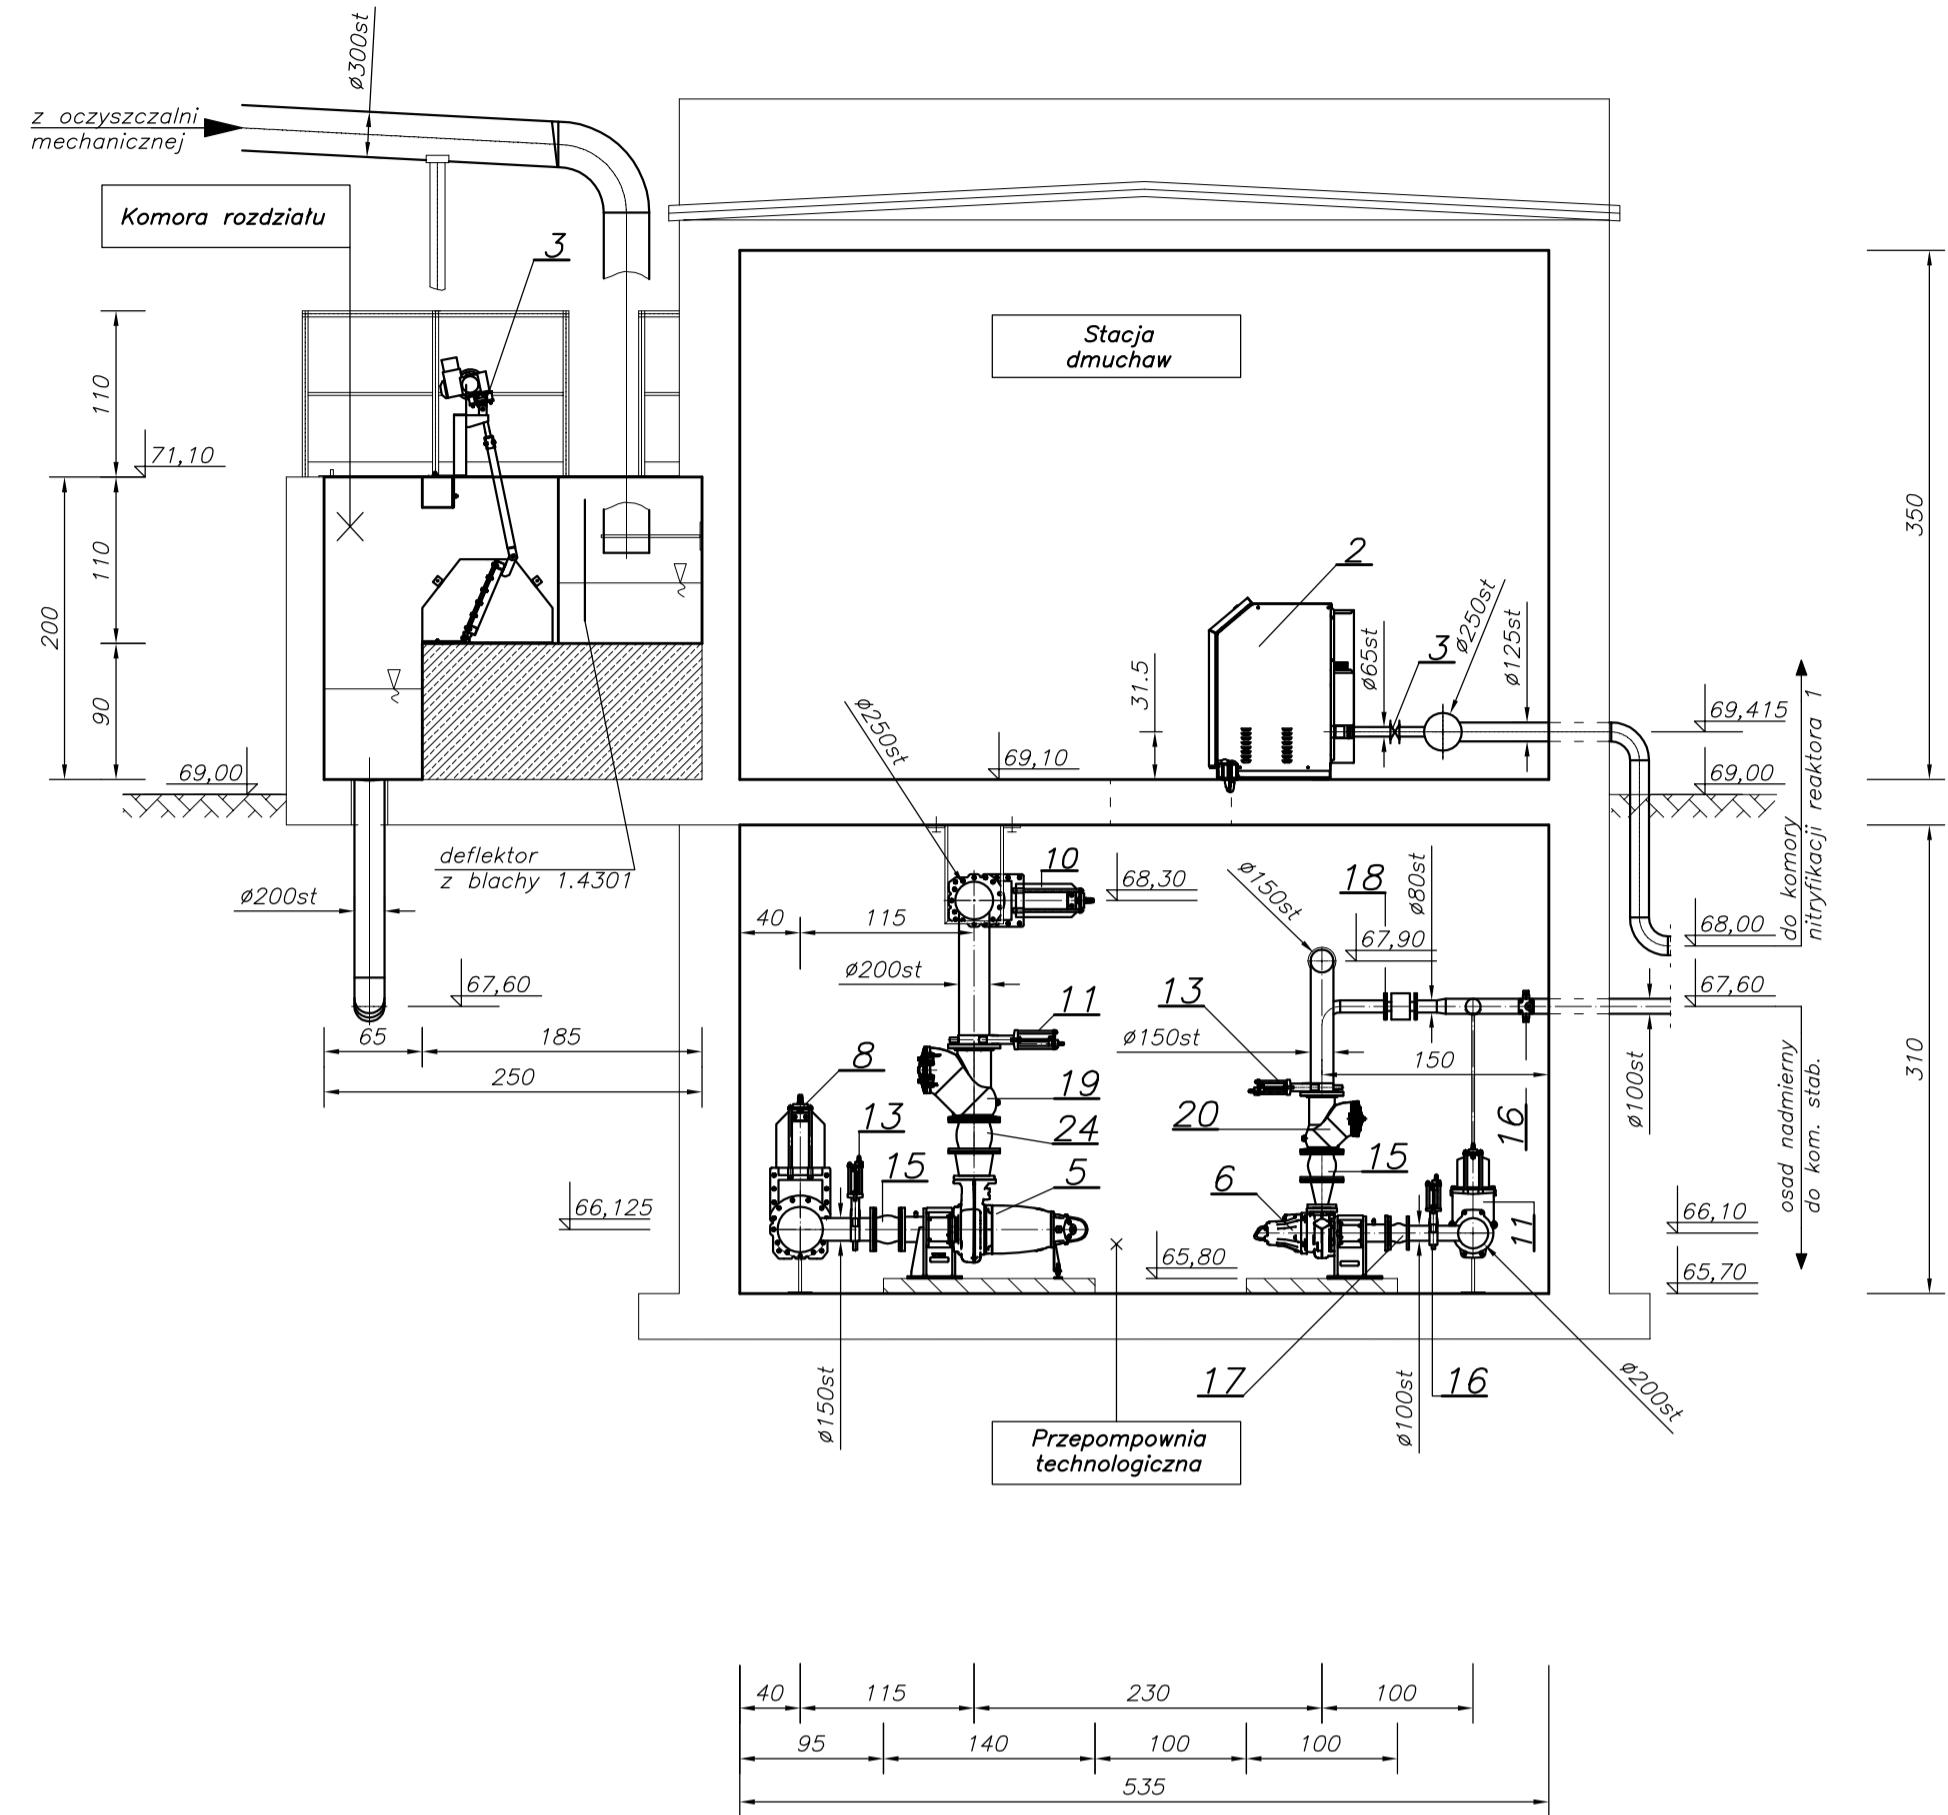 ø300st
z oczyszczalni
mechanicznej
Komora rozdziału
3
Stacja
dmuchaw
110
71,10
350
110
200
2
ø250st
ø125st
ø65st
3
31.5
90
69,415
69,10
69,00
69,00
ø250st
do komory
nitryfikacji reaktora 1
deflektor
z blachy 1.4301
ø200st
10
68,30
ø150st
18
ø80st
40
115
67,90
68,00
67,60
ø200st
13
67,60
11
ø150st
65
185
150
250
8
19
20
16
ø100st
310
osad nadmierny
do kom. stab.
13
24
15
5
15
6
66,125
11
66,10
65,80
65,70
ø150st
17
16
ø100st
ø200st
Przepompownia
technologiczna
40
115
230
100
95
140
100
100
535